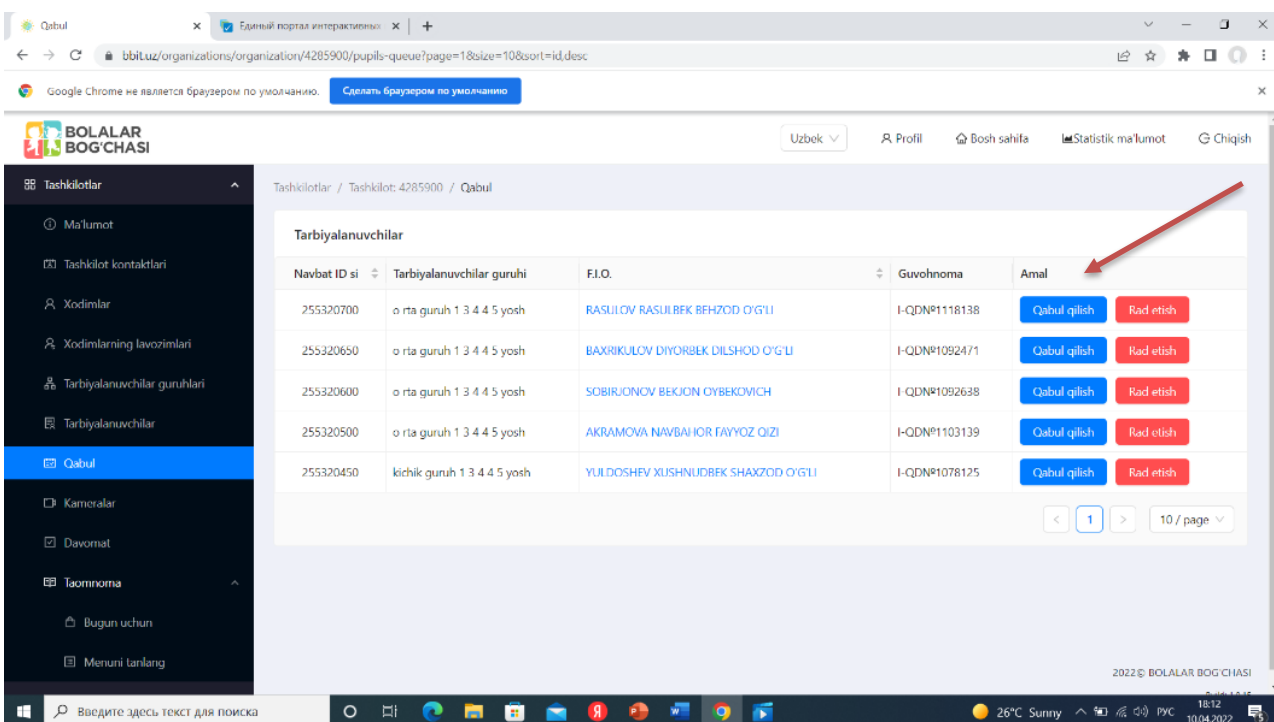 Qabul
Единый портал интерактивных
bbit.uz/organizations/organization/4285900/pupils-queue?page=1&size=10&sort=id,desc
Google Chrome не является браузером по умолчанию. Сделать браузером по умолчанию
BOLALAR BOG'CHASI
Uzbek Profil Bosh sahifa Statistik ma'lumot Chiqish
Tashkilotlar
Ma'lumot
Tashkilot kontaktlari
Xodimlar
Xodimlarning lavozimlari
Tarbiyalanuvchilar guruhlari
Tarbiyalanuvchilar
Qabul
Kameralar
Davomat
Taomnoma
Bugun uchun
Menuni tanlang
Tashkilotlar / Tashkilot: 4285900 / Qabul
Tarbiyalanuvchilar
Navbat ID si Tarbiyalanuvchilar guruhi F.I.O. Guvohnoma Amal
255320700 o rta guruh 1 3 4 4 5 yosh RASULOV RASULBEK BEHZOD O'G'LI I-QDN№1118138 Qabul qilish Rad etish
255320650 o rta guruh 1 3 4 4 5 yosh BAXRIKULOV DIYORBEK DILSHOD O'G'LI I-QDN№1092471 Qabul qilish Rad etish
255320600 o rta guruh 1 3 4 4 5 yosh SOBIRJONOV BEKJON OYBEKOVICH I-QDN№1092638 Qabul qilish Rad etish
255320500 o rta guruh 1 3 4 4 5 yosh AKRAMOVA NAVBAHOR FAYYOZ QIZI I-QDN№1103139 Qabul qilish Rad etish
255320450 kichik guruh 1 3 4 4 5 yosh YULDOSHEV XUSHNUDBEK SHAXZOD O'G'LI I-QDN№1078125 Qabul qilish Rad etish
< 1 > 10 / page
2022© BOLALAR BOG'CHASI
Введите здесь текст для поиска
26°C Sunny РУС
18:12
10.04.2022